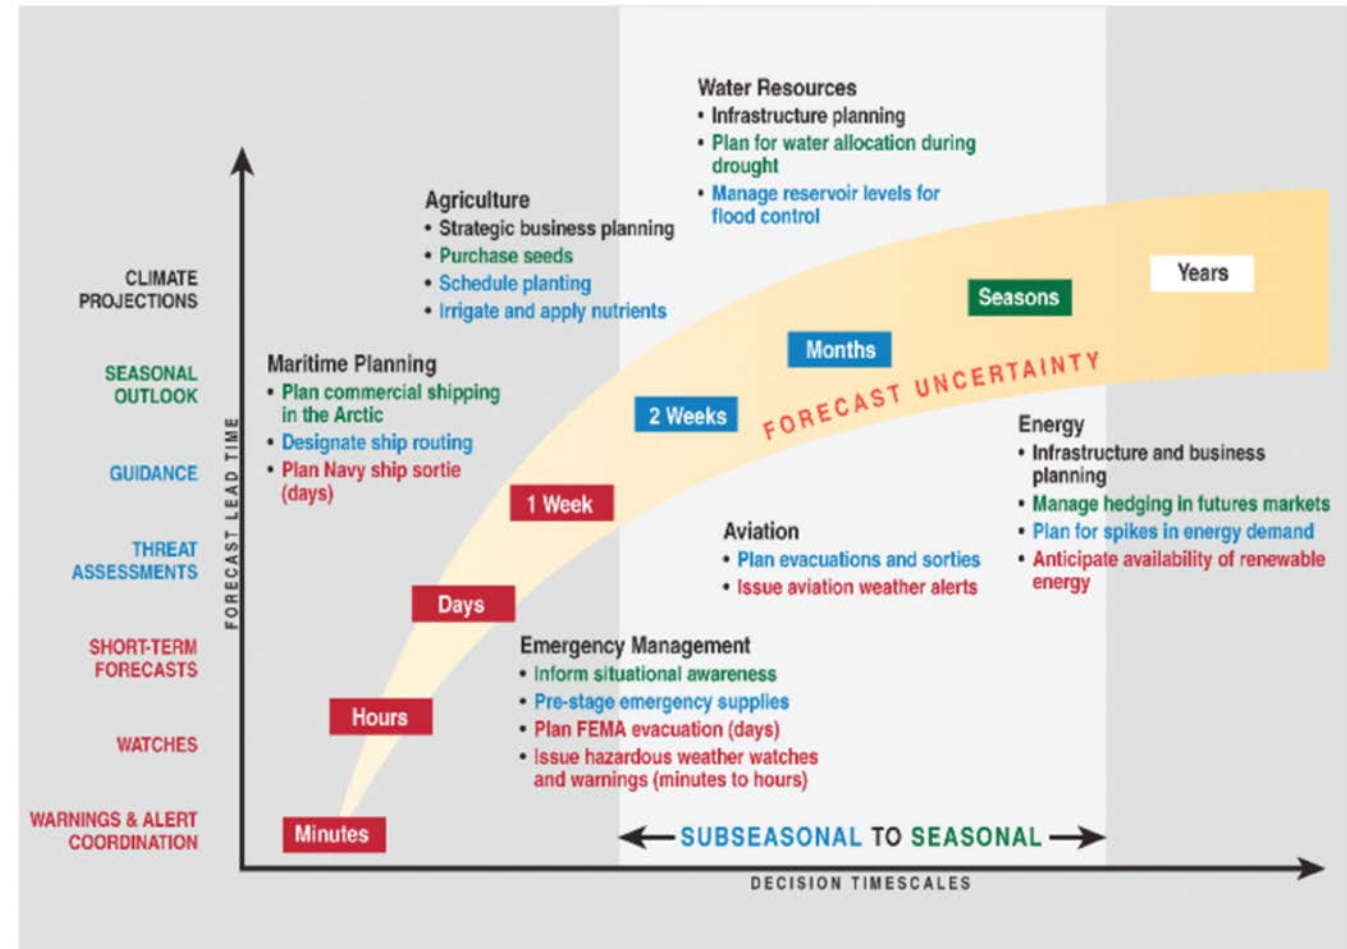 Water Resources
• Infrastructure planning
• Plan for water allocation during
drought
• Manage reservoir levels for
flood control
Agriculture
• Strategic business planning
• Purchase seeds
• Schedule planting
• Irrigate and apply nutrients
Maritime Planning
• Plan commercial shipping
in the Arctic
• Designate ship routing
• Plan Navy ship sortie
(days)
CLIMATE
PROJECTIONS
SEASONAL
OUTLOOK
GUIDANCE
THREAT
ASSESSMENTS
SHORT-TERM
FORECASTS
WATCHES
WARNINGS & ALERT
COORDINATION
FORECAST LEAD TIME
Years
Seasons
Months
2 Weeks
1 Week
Days
Hours
Minutes
FORECAST UNCERTAINTY
Energy
• Infrastructure and business
planning
• Manage hedging in futures markets
• Plan for spikes in energy demand
• Anticipate availability of renewable
energy
Aviation
• Plan evacuations and sorties
• Issue aviation weather alerts
Emergency Management
• Inform situational awareness
• Pre-stage emergency supplies
• Plan FEMA evacuation (days)
• Issue hazardous weather watches
and warnings (minutes to hours)
SUBSEASONAL TO SEASONAL
DECISION TIMESCALES